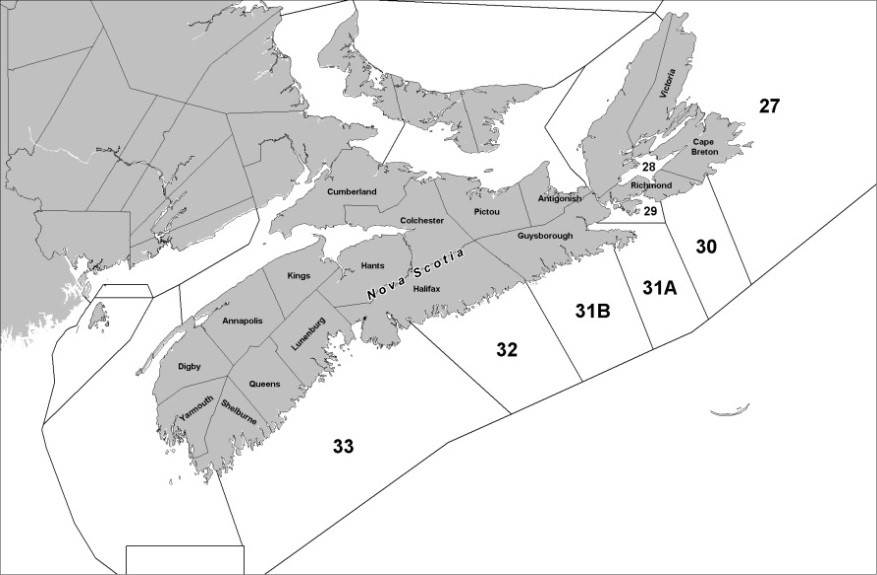 Victoria
27
Cape
Breton
28
Richmond
Cumberland
Antigonish
29
Pictou
Colchester
Guysborough
30
Hants
Nova Scotia
Kings
31A
Halifax
31B
Annapolis
Lunenburg
32
Digby
Queens
Yarmouth
Shelburne
33